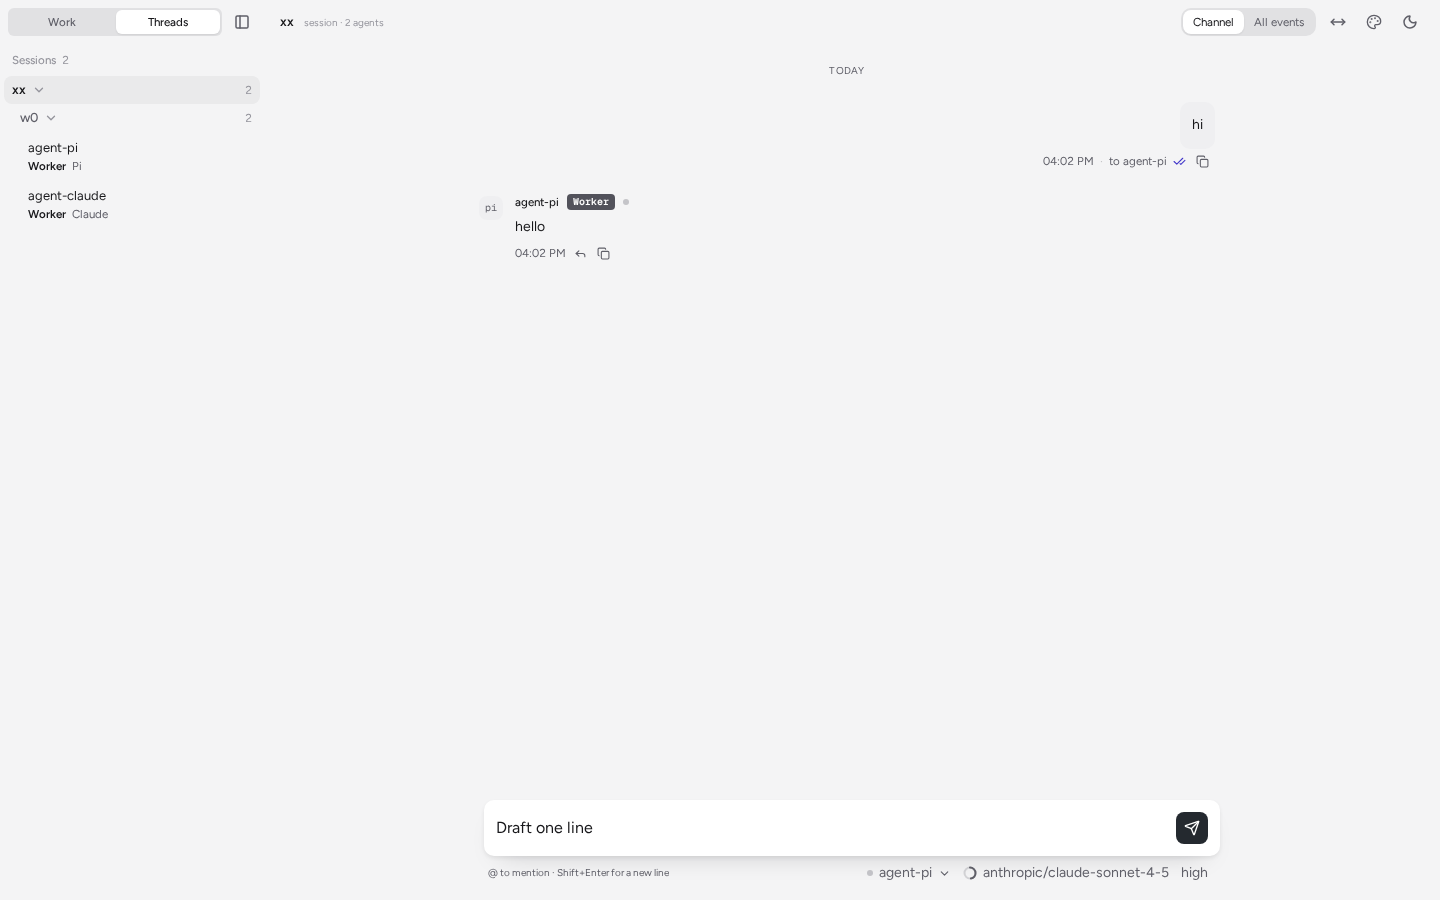 Work
Threads
xx session · 2 agents
Channel
All events
Sessions 2
xx 2
w0 2
agent-pi
Worker Pi
agent-claude
Worker Claude
TODAY
hi
04:02 PM · to agent-pi
pi
agent-pi Worker
hello
04:02 PM
Draft one line
@ to mention · Shift+Enter for a new line
agent-pi
anthropic/claude-sonnet-4-5 high